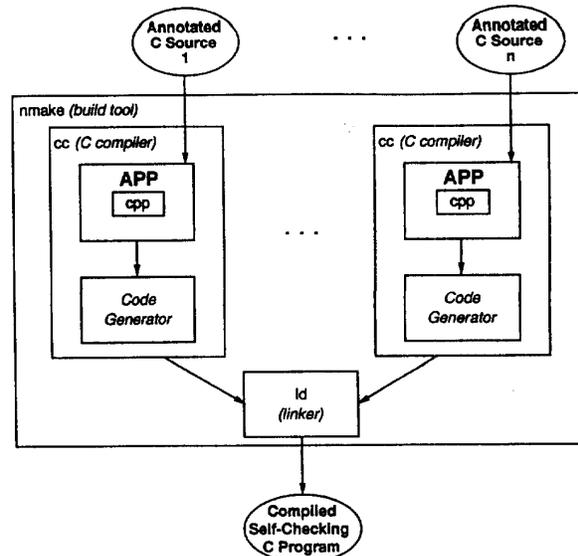 Annotated
C Source
1
. . .
Annotated
C Source
n
nmake (build tool)
cc (C compiler)
APP
cpp
Code
Generator
. . .
cc (C compiler)
APP
cpp
Code
Generator
ld
(linker)
Compiled
Self-Checking
C Program